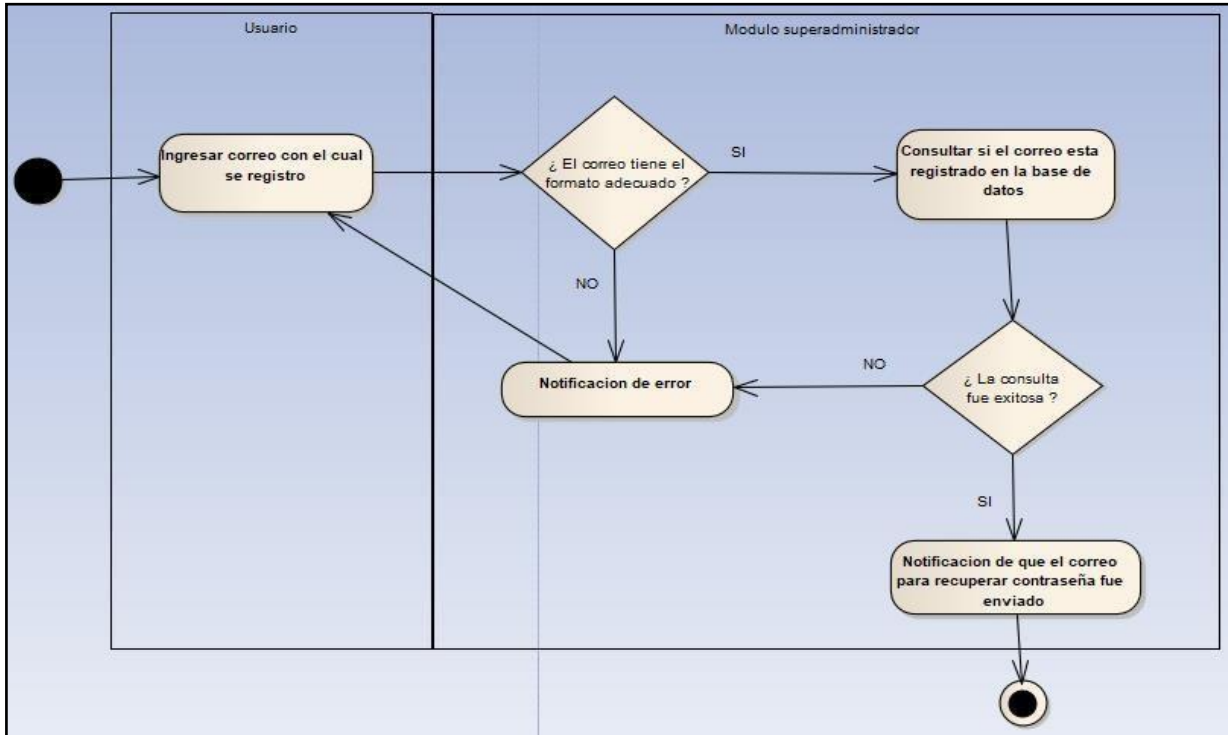 Usuario
Modulo superadministrador
Ingresar correo con el cual
se registro
¿ El correo tiene el
formato adecuado ?
SI
Consultar si el correo esta
registrado en la base de
datos
NO
Notificacion de error
NO
¿ La consulta
fue exitosa ?
SI
Notificacion de que el correo
para recuperar contraseña fue
enviado